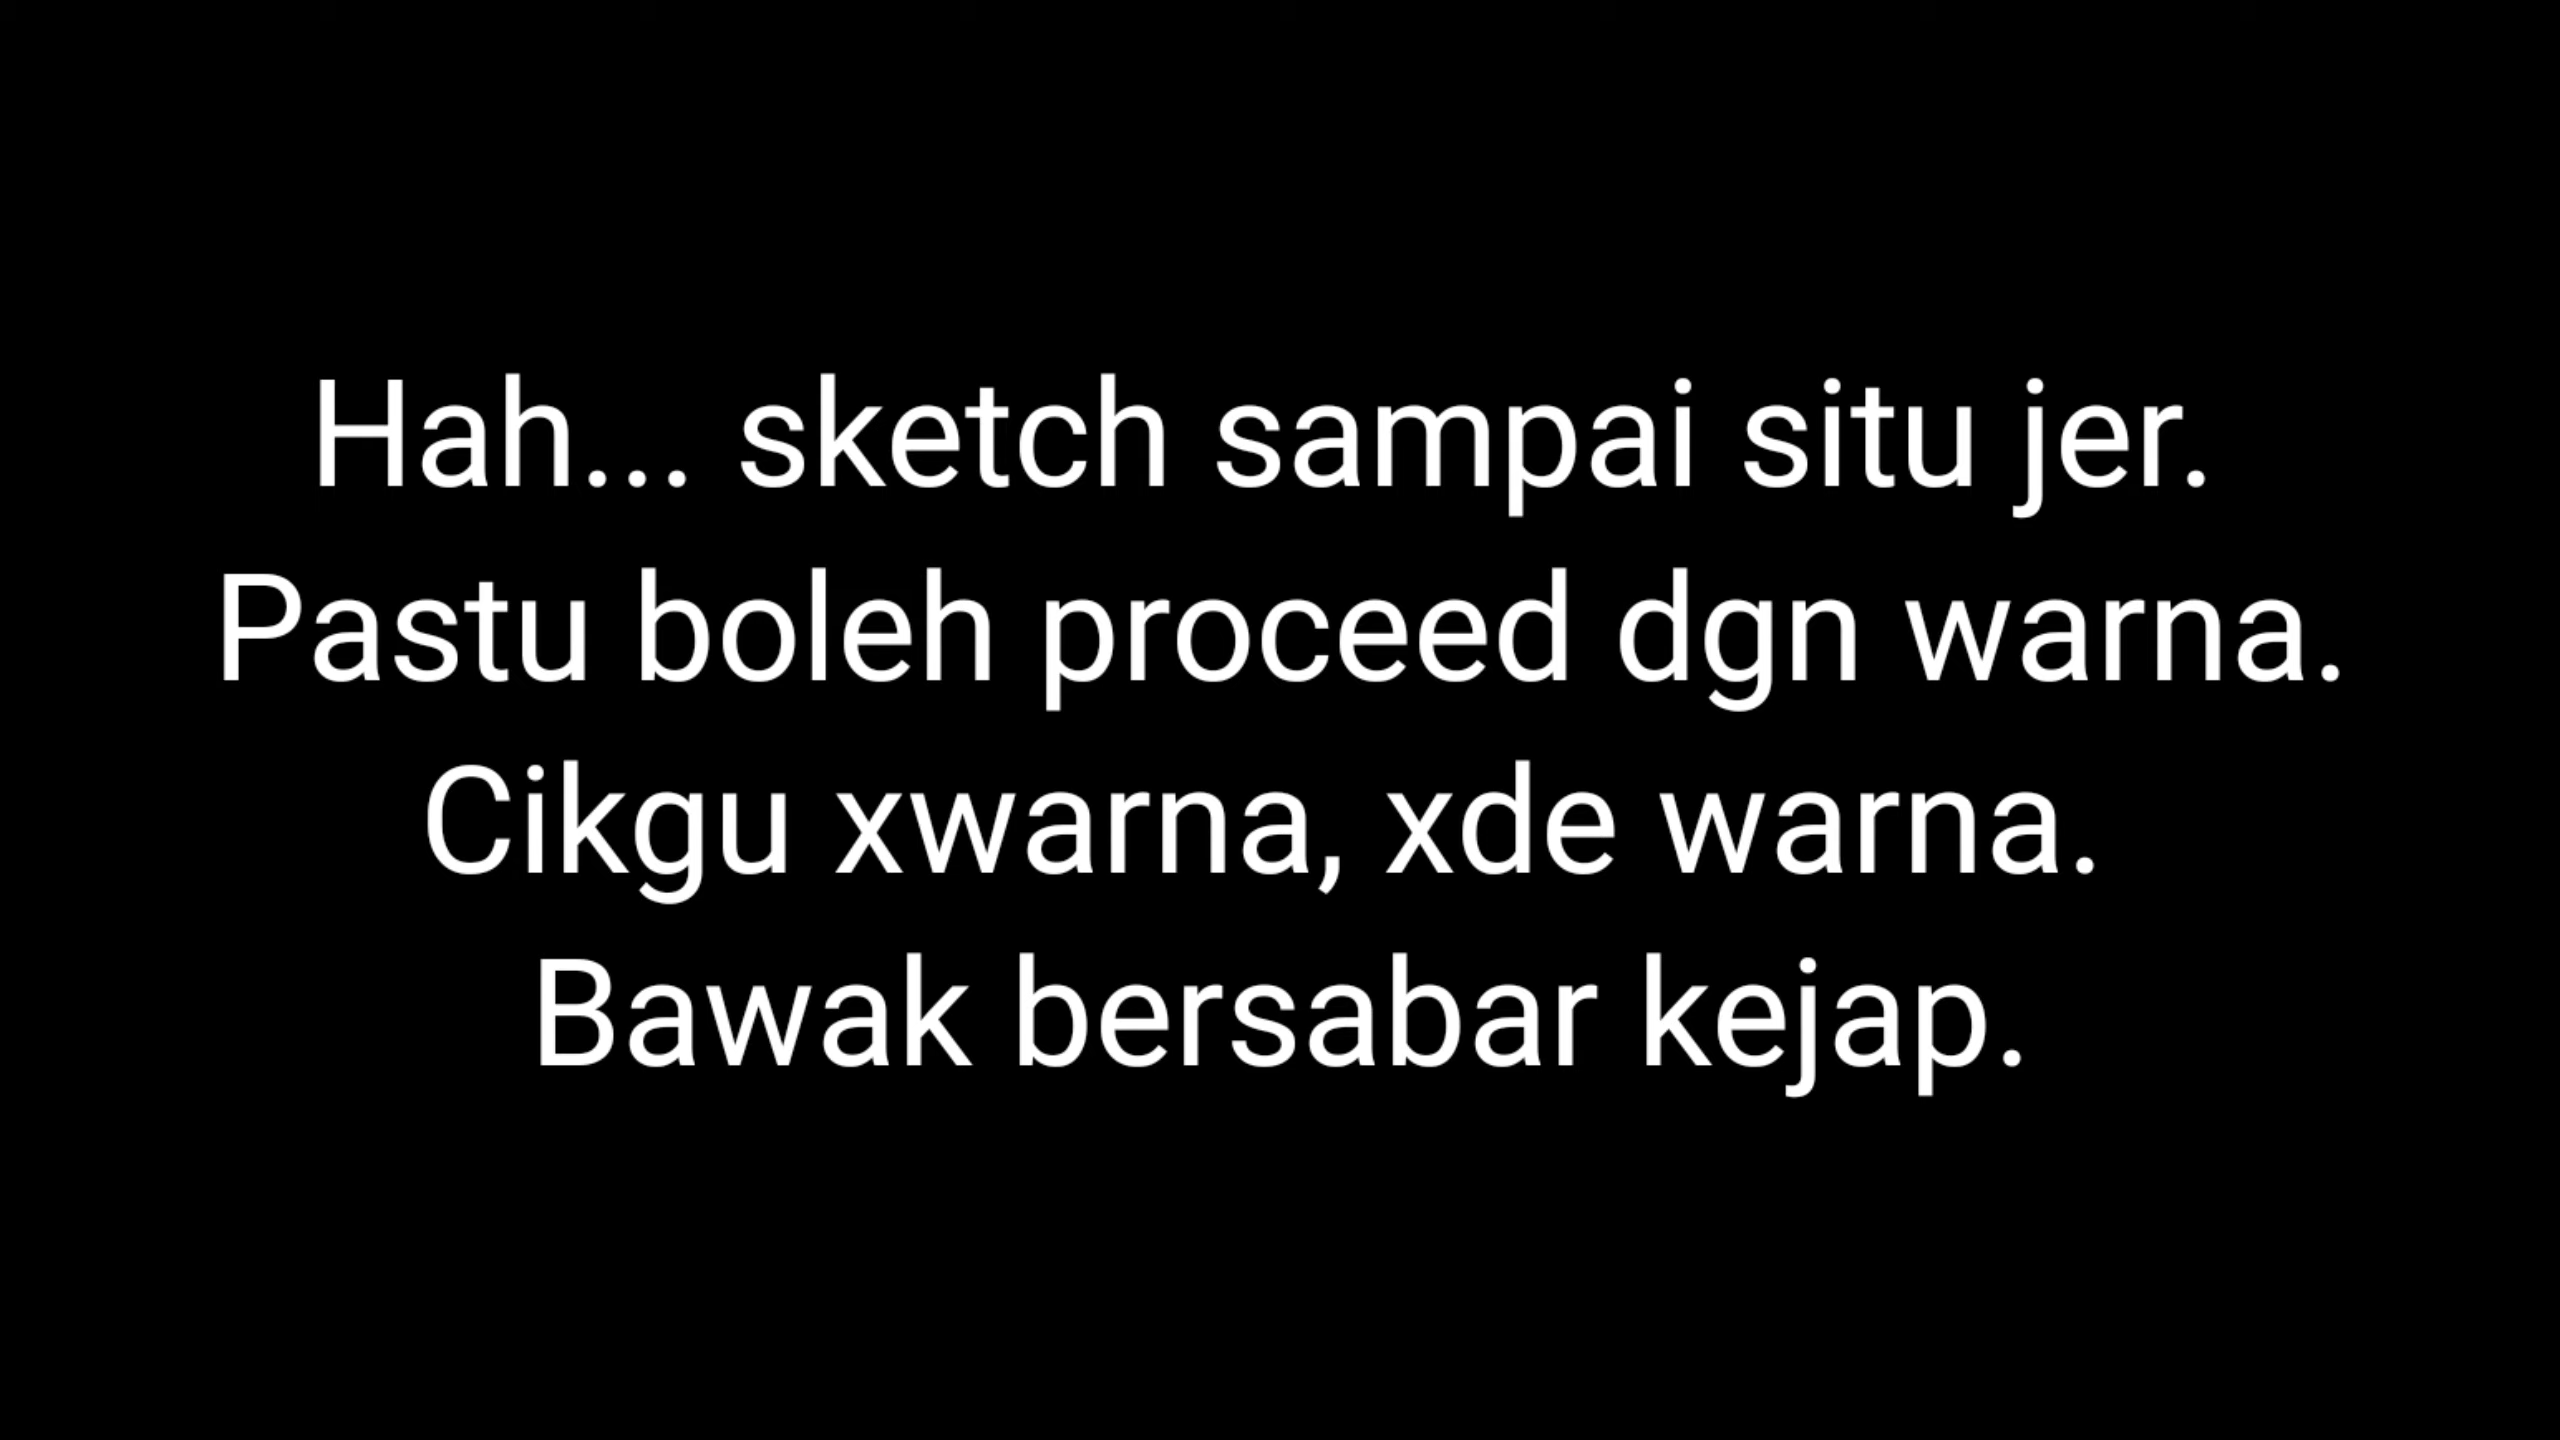 Hah... sketch sampai situ jer.
Pastu boleh proceed dgn warna.
Cikgu xwarna, xde warna.
Bawak bersabar kejap.